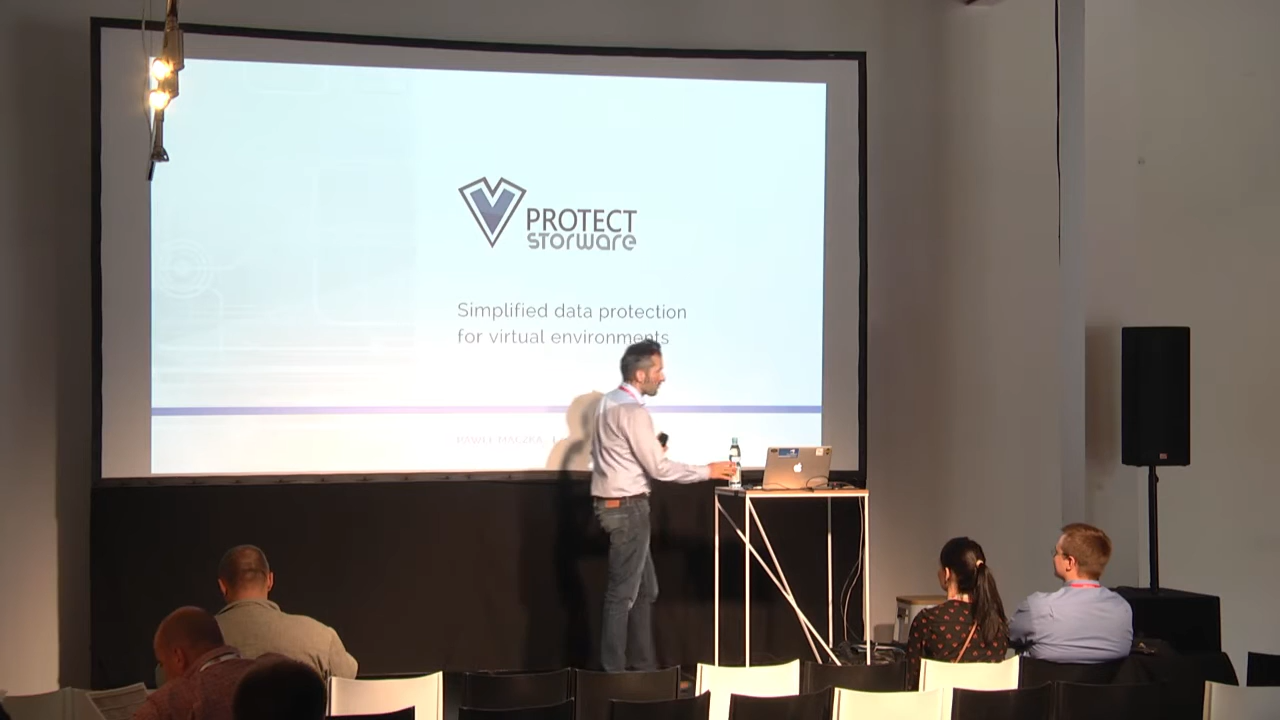 PROTECT
STORWARE
Simplified data protection
for virtual environments